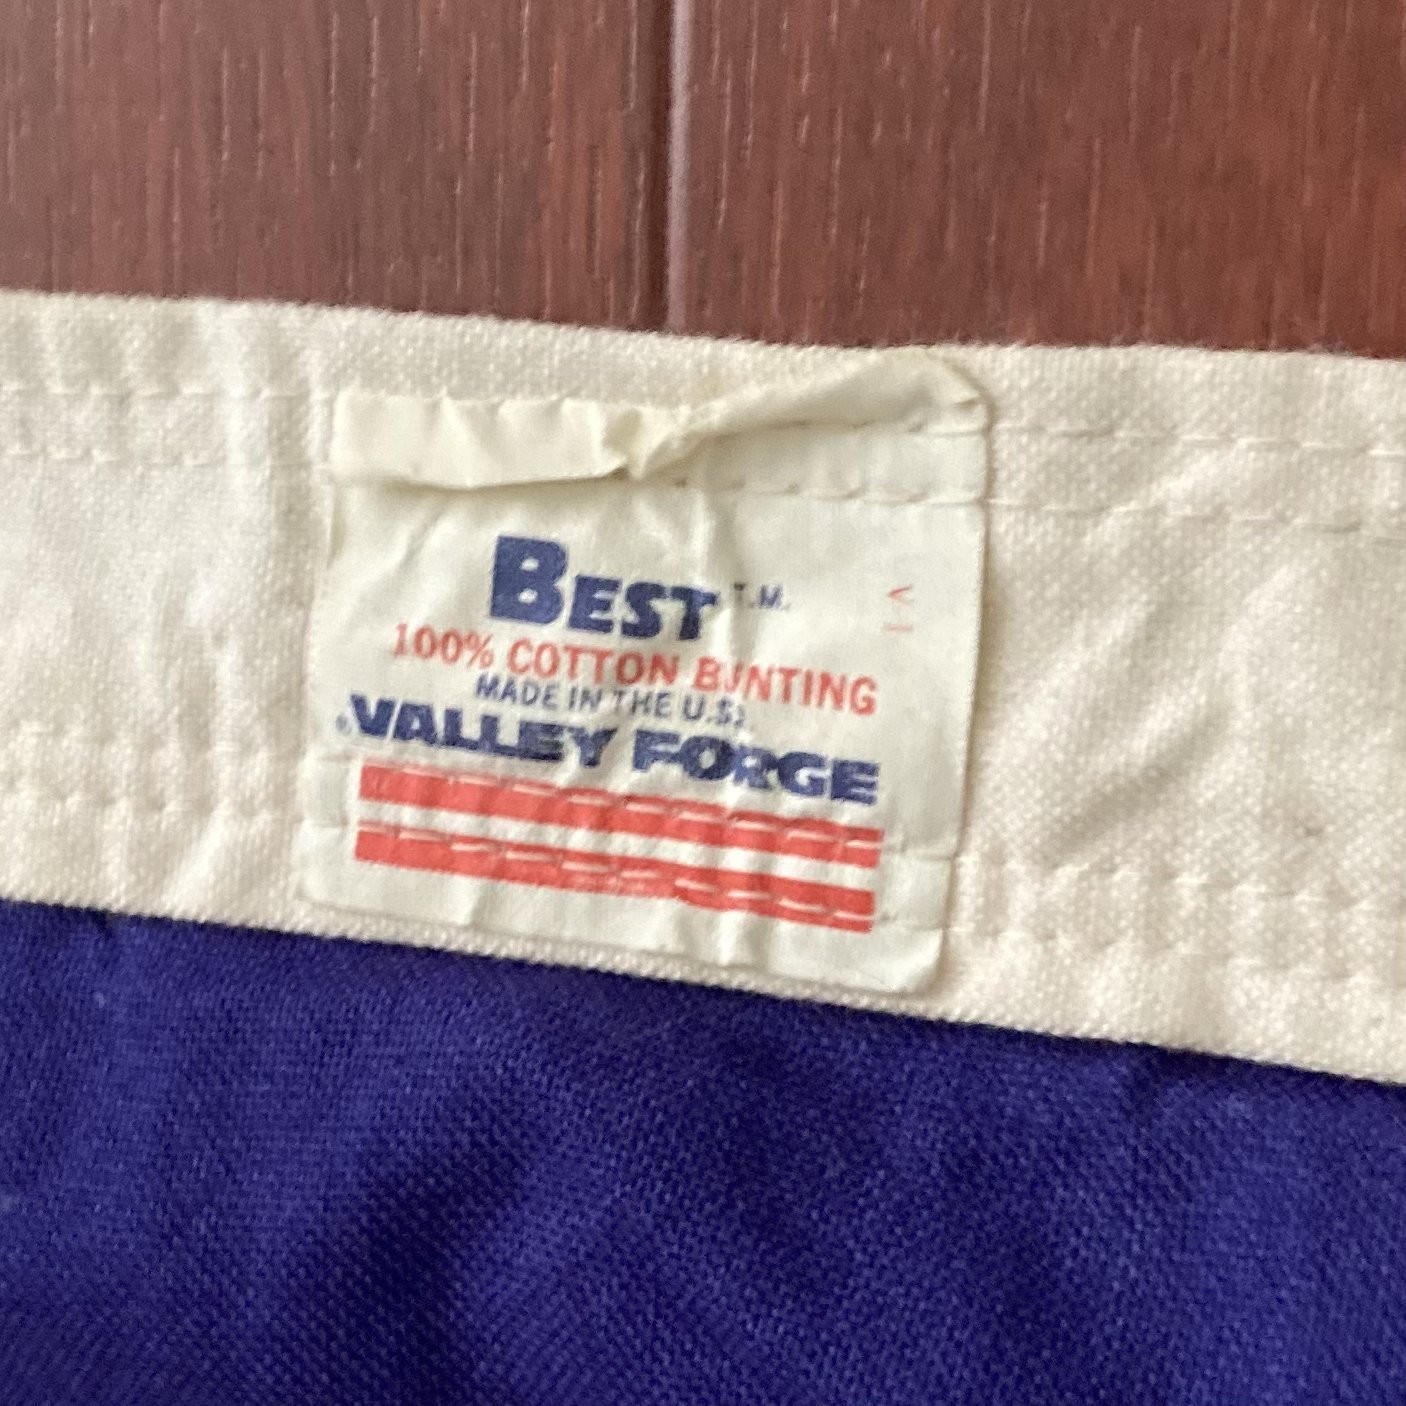 BEST T.M.
100% COTTON BUNTING
MADE IN THE U.S.
® VALLEY FORGE